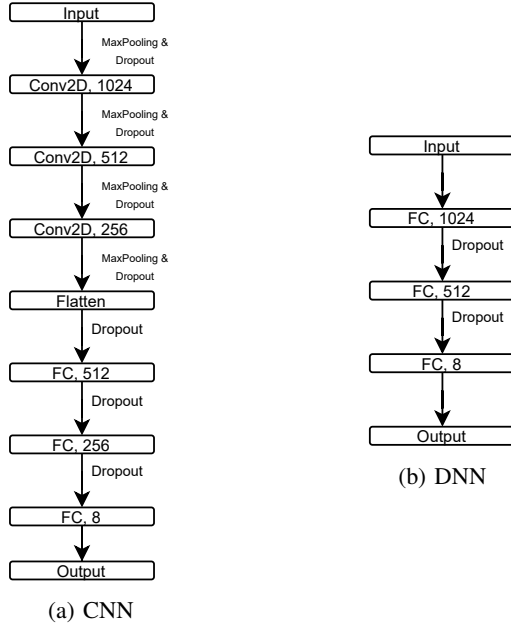 Input
MaxPooling &
Dropout
Conv2D, 1024
MaxPooling &
Dropout
Conv2D, 512
MaxPooling &
Dropout
Conv2D, 256
MaxPooling &
Dropout
Flatten
Dropout
FC, 512
Dropout
FC, 256
Dropout
FC, 8
Output
(a) CNN
Input
FC, 1024
Dropout
FC, 512
Dropout
FC, 8
Output
(b) DNN